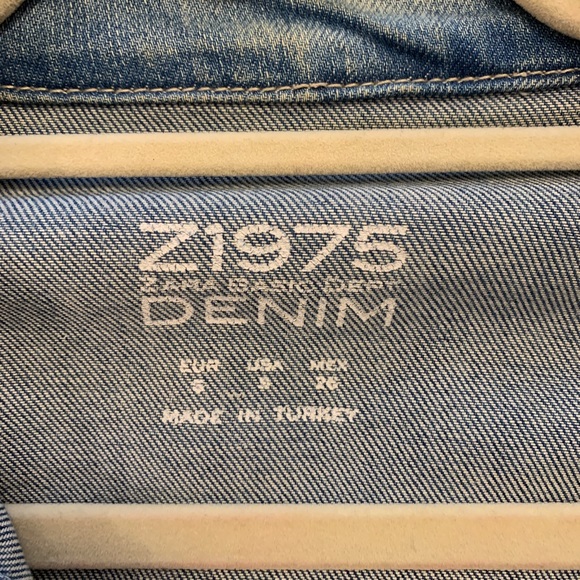 Z1975
ZARA BASIC DEPT
DENIM
EUR USA MEX
S S 26
MADE IN TURKEY